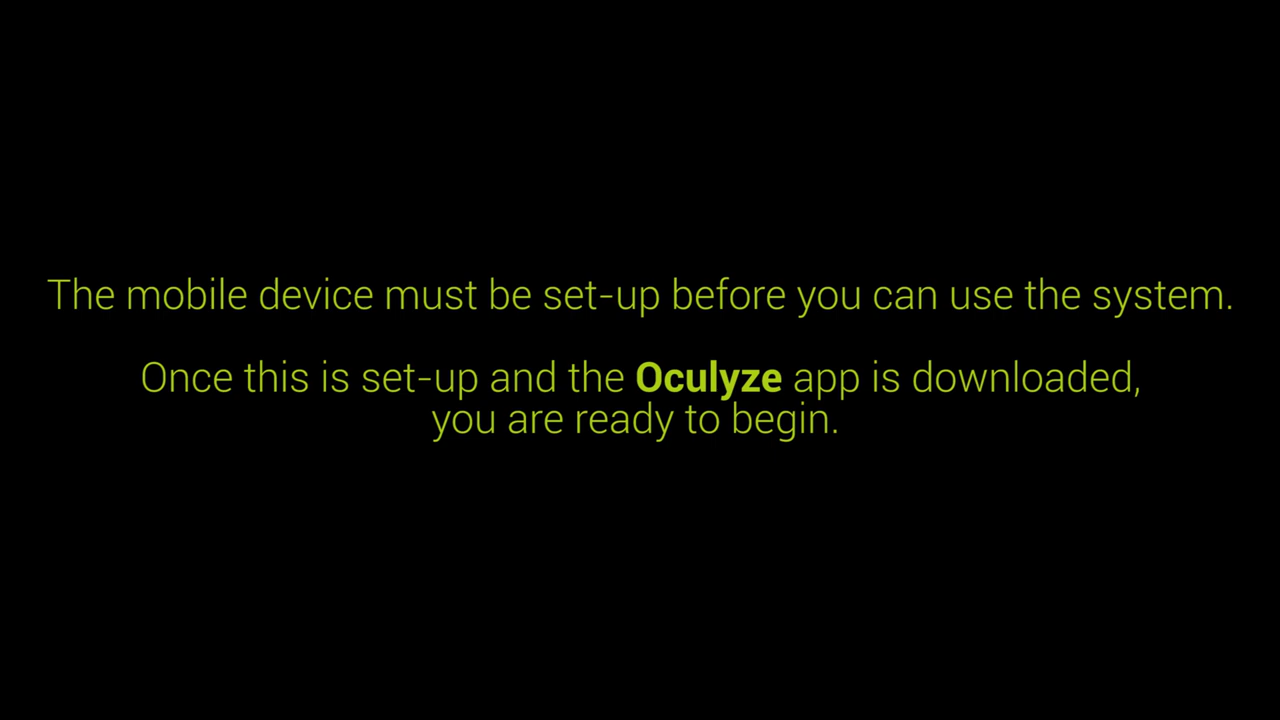 The mobile device must be set-up before you can use the system.
Once this is set-up and the Oculyze app is downloaded,
you are ready to begin.